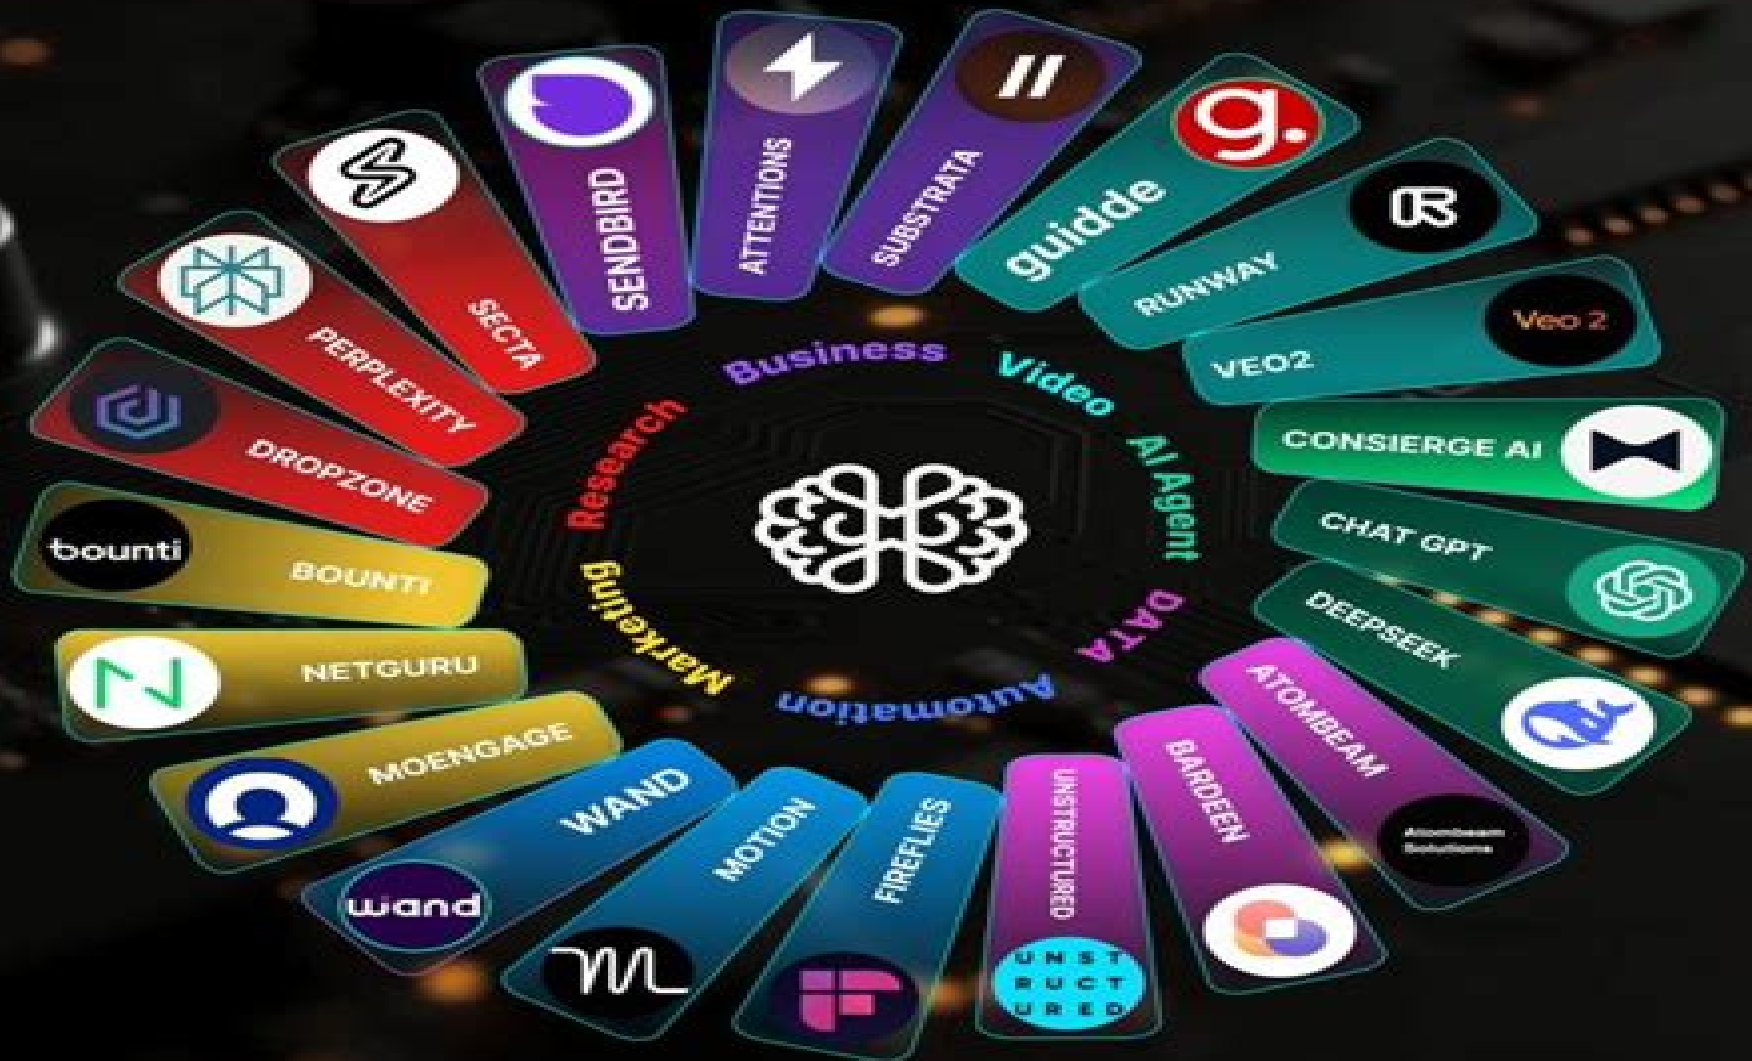 SENDBIRD
ATTENTIONS
SUBSTRATA
g.
guidde
RUNWAY
VEO2
Veo 2
CONSIERGE AI
CHAT GPT
DEEPSEEK
ATOMBEAM
Atombeam
Solutions
BARDEEN
UNSTRUCTURED
UNST
RUCT
URED
FIREFLIES
MOTION
WAND
wand
MOENGAGE
NETGURU
BOUNTI
bounti
DROPZONE
PERPLEXITY
SECTA
Business
Video
AI Agent
DATA
Automation
Marketing
Research